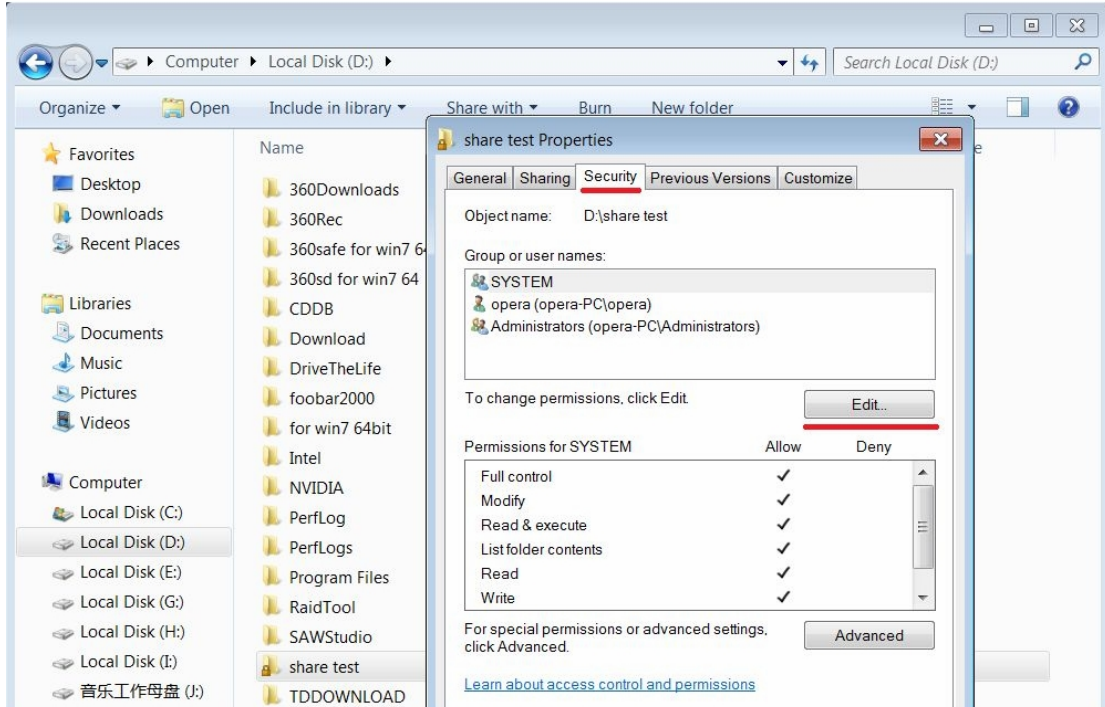 Computer Local Disk (D:)
Search Local Disk (D:)
Organize Open Include in library Share with Burn New folder
Favorites
Desktop
Downloads
Recent Places
Libraries
Documents
Music
Pictures
Videos
Computer
Local Disk (C:)
Local Disk (D:)
Local Disk (E:)
Local Disk (G:)
Local Disk (H:)
Local Disk (I:)
音乐工作母盘 (J:)
Name
360Downloads
360Rec
360safe for win7 64
360sd for win7 64
CDDB
Download
DriveTheLife
foobar2000
for win7 64bit
Intel
NVIDIA
PerfLog
PerfLogs
Program Files
RaidTool
SAWStudio
share test
TDDOWNLOAD
share test Properties
General Sharing Security Previous Versions Customize
Object name: D:\share test
Group or user names:
SYSTEM
opera (opera-PC\opera)
Administrators (opera-PC\Administrators)
To change permissions, click Edit.
Edit...
Permissions for SYSTEM Allow Deny
Full control
Modify
Read & execute
List folder contents
Read
Write
For special permissions or advanced settings,
click Advanced.
Advanced
Learn about access control and permissions